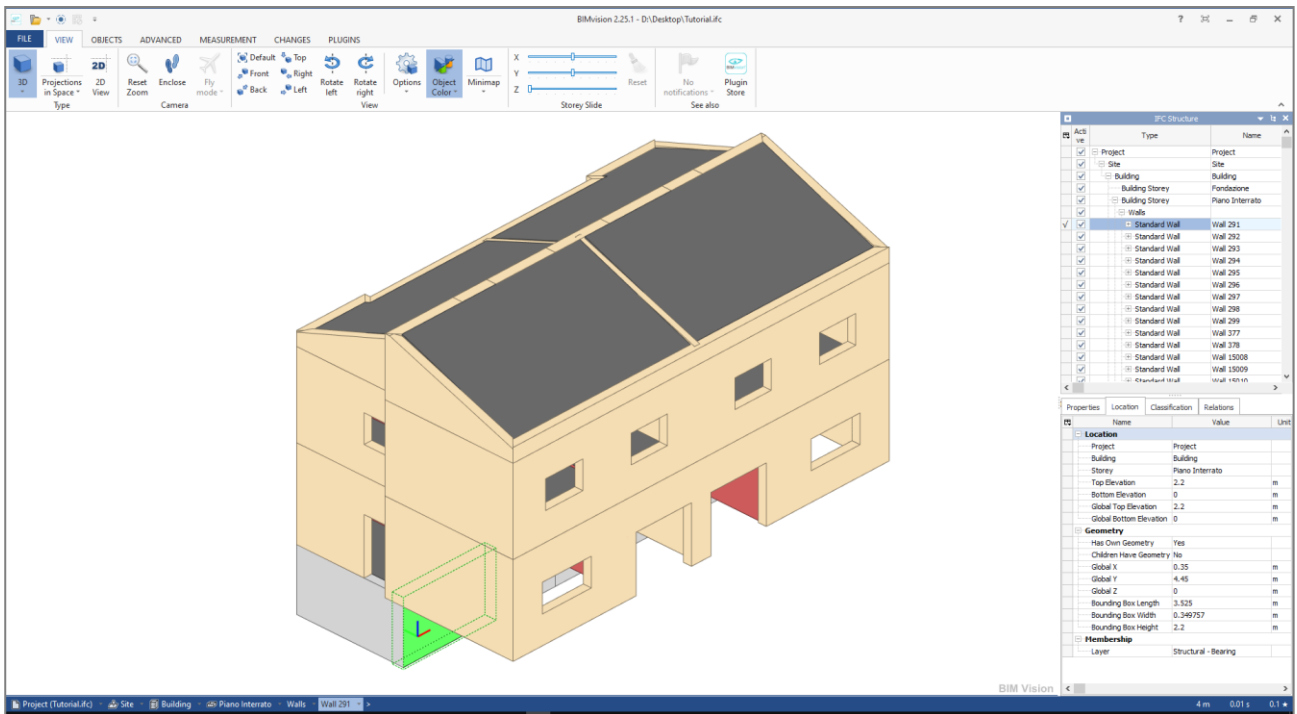 BIMvision 2.25.1 - D:\Desktop\Tutorial.ifc
FILE VIEW OBJECTS ADVANCED MEASUREMENT CHANGES PLUGINS
3D
Projections in Space
2D
2D View
Type
Reset Zoom
Enclose
Fly mode
Camera
Default Top
Front Right
Back Left
Rotate left
Rotate right
Options
Object Color
Minimap
View
X
Y
Z
Reset
Storey Slide
No notifications
Plugin Store
See also
IFC Structure
Active Type Name
Project Project
Site Site
Building Building
Building Storey Fondazione
Building Storey Piano Interrato
Walls
Standard Wall Wall 291
Standard Wall Wall 292
Standard Wall Wall 293
Standard Wall Wall 294
Standard Wall Wall 295
Standard Wall Wall 296
Standard Wall Wall 297
Standard Wall Wall 298
Standard Wall Wall 299
Standard Wall Wall 377
Standard Wall Wall 378
Standard Wall Wall 15008
Standard Wall Wall 15009
Standard Wall Wall 15010
Properties Location Classification Relations
Name Value Unit
Location
Project Project
Building Building
Storey Piano Interrato
Top Elevation 2.2 m
Bottom Elevation 0 m
Global Top Elevation 2.2 m
Global Bottom Elevation 0 m
Geometry
Has Own Geometry Yes
Children Have Geometry No
Global X 0.35 m
Global Y 4.45 m
Global Z 0 m
Bounding Box Length 3.525 m
Bounding Box Width 0.349757 m
Bounding Box Height 2.2 m
Membership
Layer Structural - Bearing
BIM Vision
Project (Tutorial.ifc) Site Building Piano Interrato Walls Wall 291 > 4 m 0.01 s 0.1